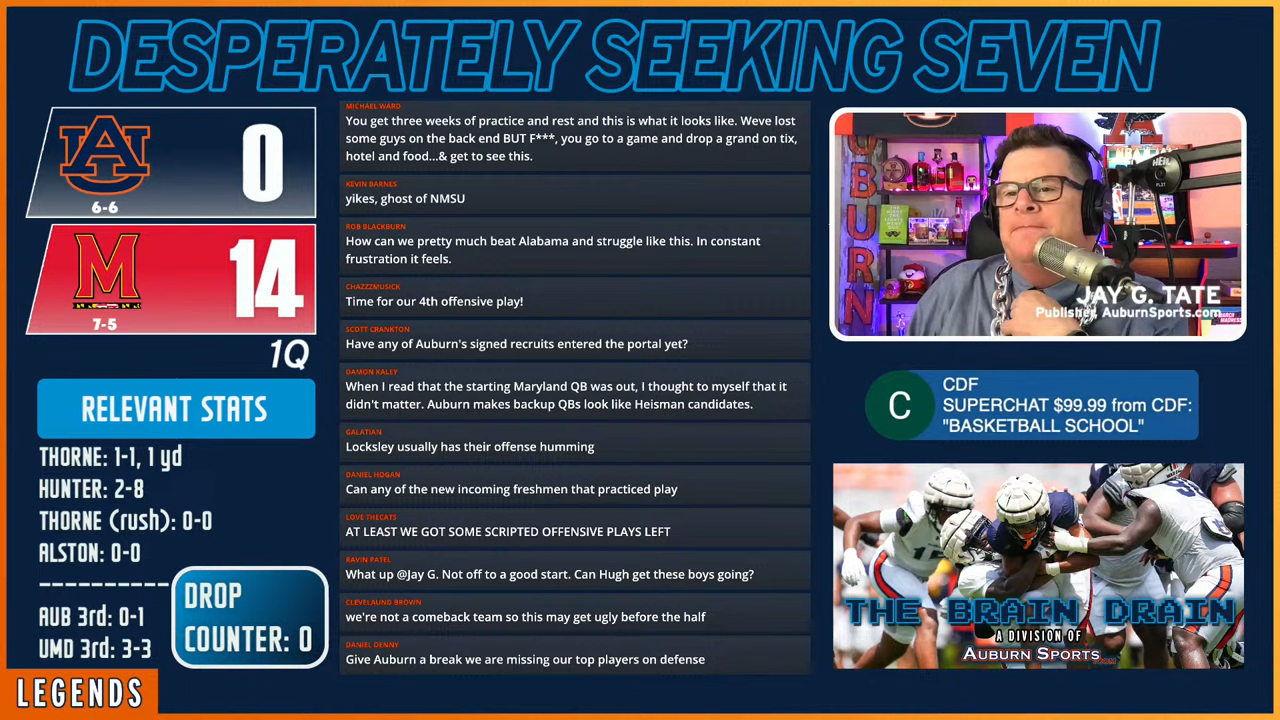 DESPERATELY SEEKING SEVEN
AU
0
6-6
M
14
7-5
1Q
RELEVANT STATS
THORNE: 1-1, 1 yd
HUNTER: 2-8
THORNE (rush): 0-0
ALSTON: 0-0
AUB 3rd: 0-1
UMD 3rd: 3-3
DROP
COUNTER: 0
LEGENDS
MICHAEL WARD
You get three weeks of practice and rest and this is what it looks like. Weve lost
some guys on the back end BUT F***, you go to a game and drop a grand on tix,
hotel and food...& get to see this.
KEVIN BARNES
yikes, ghost of NMSU
ROB BLACKBURN
How can we pretty much beat Alabama and struggle like this. In constant
frustration it feels.
CHAZZZMUSICK
Time for our 4th offensive play!
SCOTT CRANKTON
Have any of Auburn's signed recruits entered the portal yet?
DAMON KALEY
When I read that the starting Maryland QB was out, I thought to myself that it
didn't matter. Auburn makes backup QBs look like Heisman candidates.
GALATIAN
Locksley usually has their offense humming
DANIEL HOGAN
Can any of the new incoming freshmen that practiced play
LOVE THECATS
AT LEAST WE GOT SOME SCRIPTED OFFENSIVE PLAYS LEFT
RAVIN PATEL
What up @Jay G. Not off to a good start. Can Hugh get these boys going?
CLEVELAUND BROWN
we're not a comeback team so this may get ugly before the half
DANIEL DENNY
Give Auburn a break we are missing our top players on defense
UBURN
HEIL
JAY G. TATE
Publisher, AuburnSports.com
C
CDF
SUPERCHAT $99.99 from CDF:
"BASKETBALL SCHOOL"
THE BRAIN DRAIN
A DIVISION OF
AUBURN SPORTS